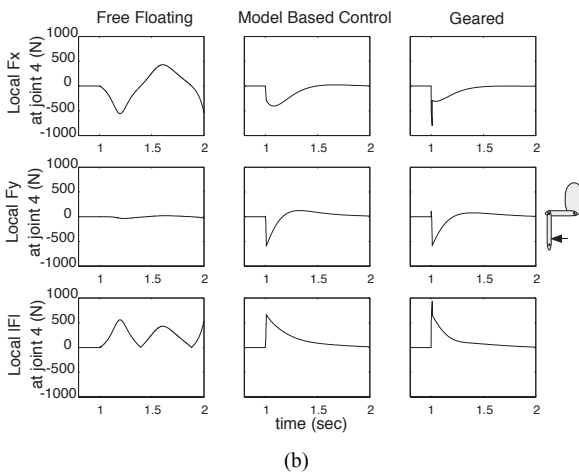 Free Floating Model Based Control Geared
Local Fx
at joint 4 (N)
1000
500
0
-500
-1000
1 1.5 2 1 1.5 2 1 1.5 2
Local Fy
at joint 4 (N)
1000
500
0
-500
-1000
1 1.5 2 1 1.5 2 1 1.5 2
Local |F|
at joint 4 (N)
1000
500
0
-500
-1000
1 1.5 2 1 1.5 2 1 1.5 2
time (sec)
(b)